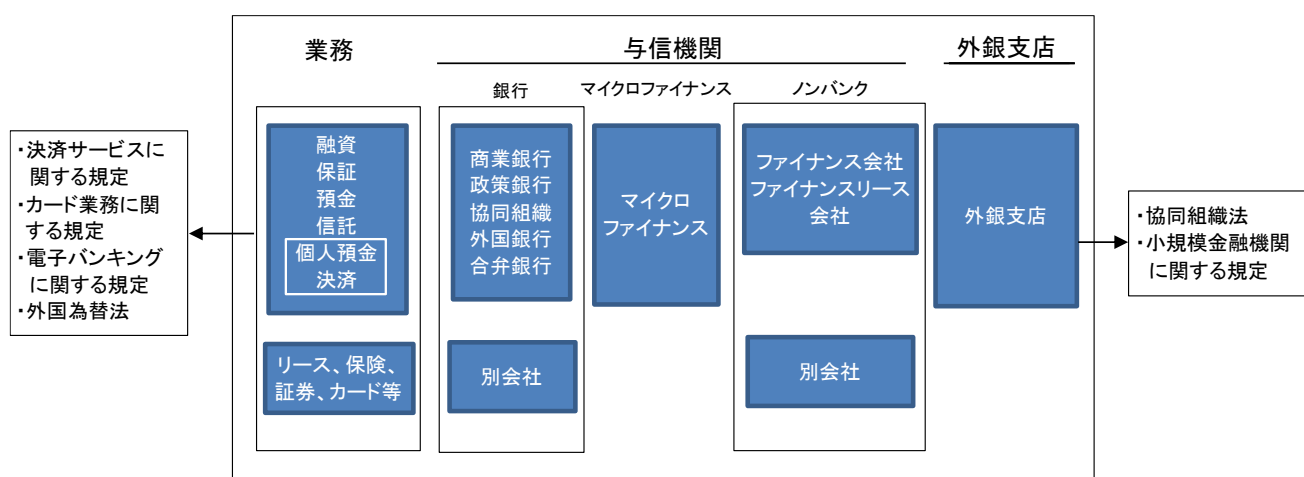 業務
与信機関
外銀支店
銀行
マイクロファイナンス
ノンバンク
・決済サービスに
関する規定
・カード業務に関
する規定
・電子バンキング
に関する規定
・外国為替法
融資
保証
預金
信託
個人預金
決済
リース、保険、
証券、カード等
商業銀行
政策銀行
協同組織
外国銀行
合弁銀行
別会社
マイクロ
ファイナンス
ファイナンス会社
ファイナンスリース
会社
別会社
外銀支店
・協同組織法
・小規模金融機関
に関する規定